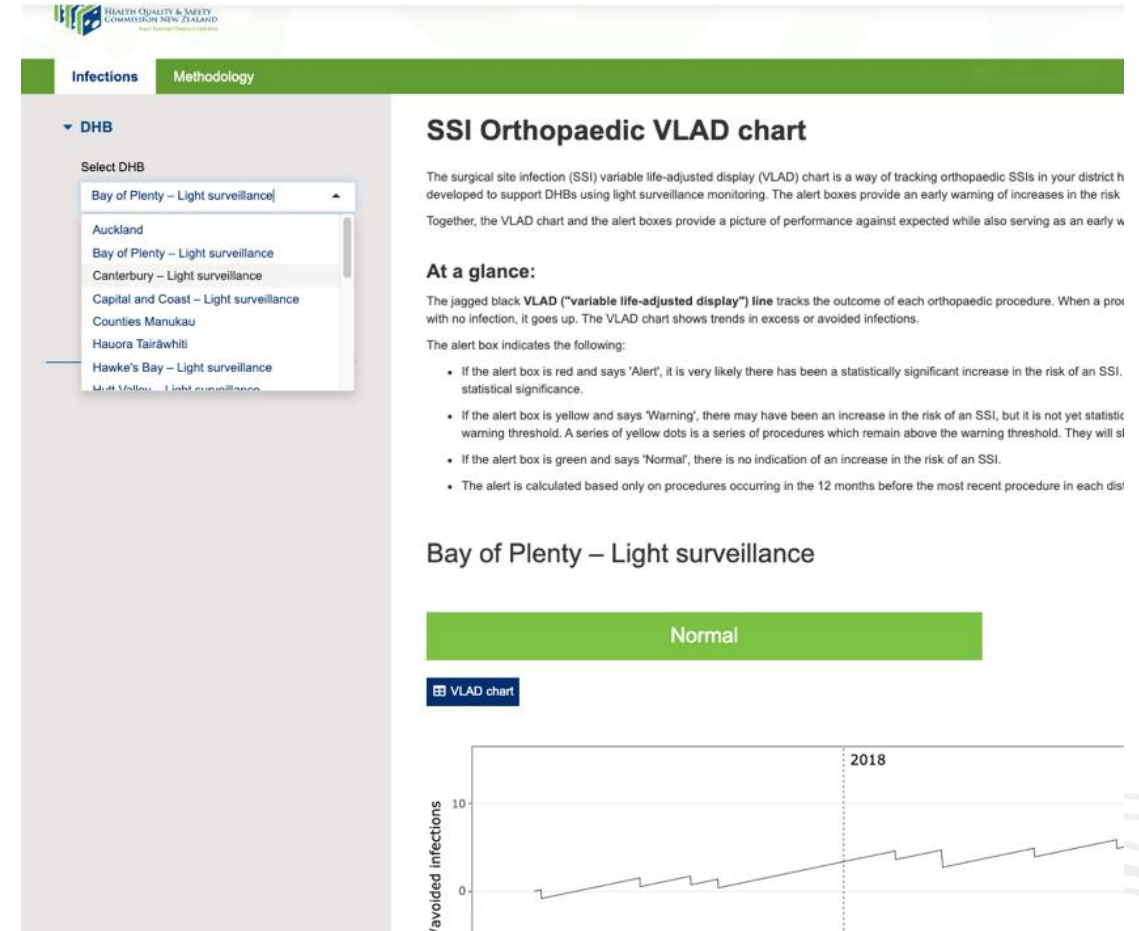 HEALTH QUALITY & SAFETY
COMMISSION NEW ZEALAND
Infections
Methodology
DHB
Select DHB
Bay of Plenty – Light surveillance
Auckland
Bay of Plenty – Light surveillance
Canterbury – Light surveillance
Capital and Coast – Light surveillance
Counties Manukau
Hauora Tairāwhiti
Hawke's Bay – Light surveillance
Hutt Valley – Light surveillance
SSI Orthopaedic VLAD chart
The surgical site infection (SSI) variable life-adjusted display (VLAD) chart is a way of tracking orthopaedic SSIs in your district h
developed to support DHBs using light surveillance monitoring. The alert boxes provide an early warning of increases in the risk
Together, the VLAD chart and the alert boxes provide a picture of performance against expected while also serving as an early w
At a glance:
The jagged black VLAD ("variable life-adjusted display") line tracks the outcome of each orthopaedic procedure. When a proc
with no infection, it goes up. The VLAD chart shows trends in excess or avoided infections.
The alert box indicates the following:
• If the alert box is red and says 'Alert', it is very likely there has been a statistically significant increase in the risk of an SSI.
statistical significance.
• If the alert box is yellow and says 'Warning', there may have been an increase in the risk of an SSI, but it is not yet statistic
warning threshold. A series of yellow dots is a series of procedures which remain above the warning threshold. They will sl
• If the alert box is green and says 'Normal', there is no indication of an increase in the risk of an SSI.
• The alert is calculated based only on procedures occurring in the 12 months before the most recent procedure in each dist
Bay of Plenty – Light surveillance
Normal
VLAD chart
2018
10
0
/avoided infections